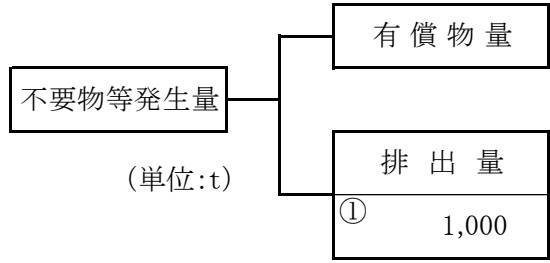 有償物量
不要物等発生量
(単位:t)
排出量
①
1,000